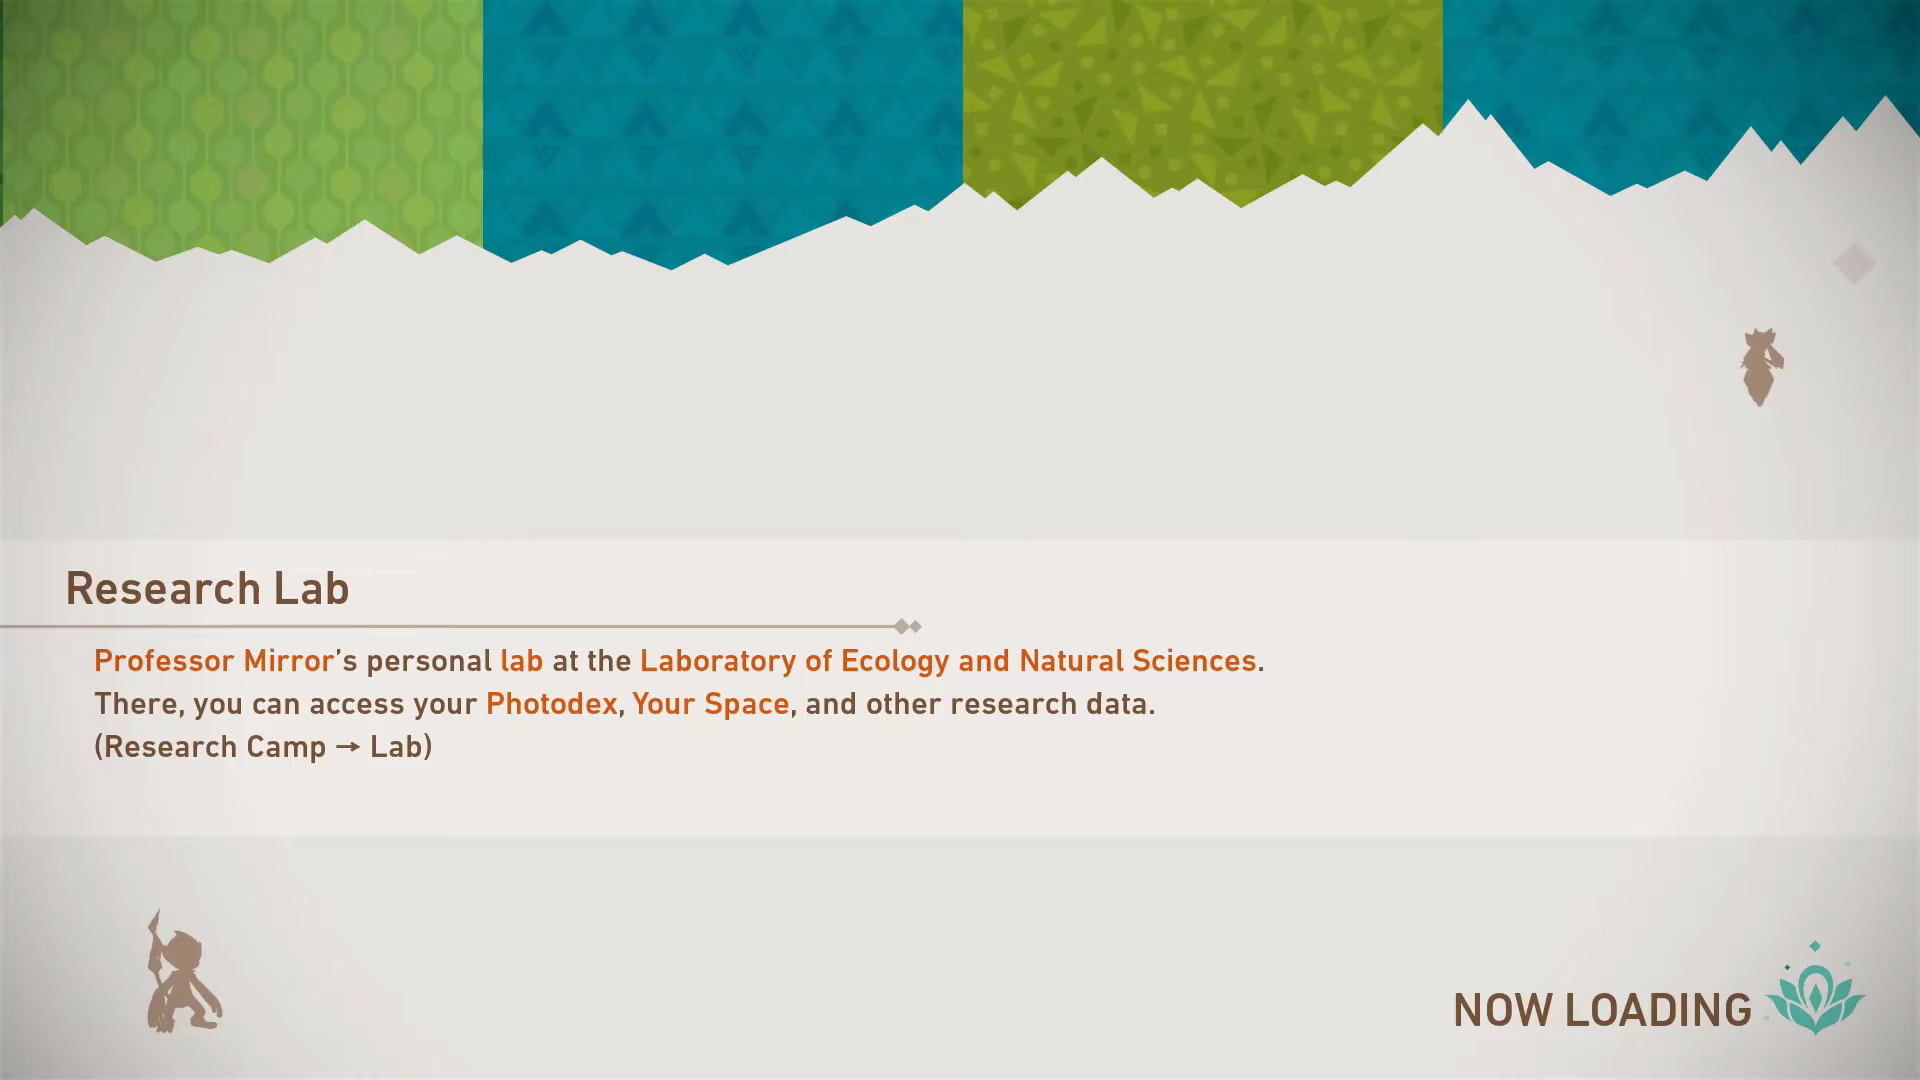 Research Lab
Professor Mirror’s personal lab at the Laboratory of Ecology and Natural Sciences.
There, you can access your Photodex, Your Space, and other research data.
(Research Camp → Lab)
NOW LOADING